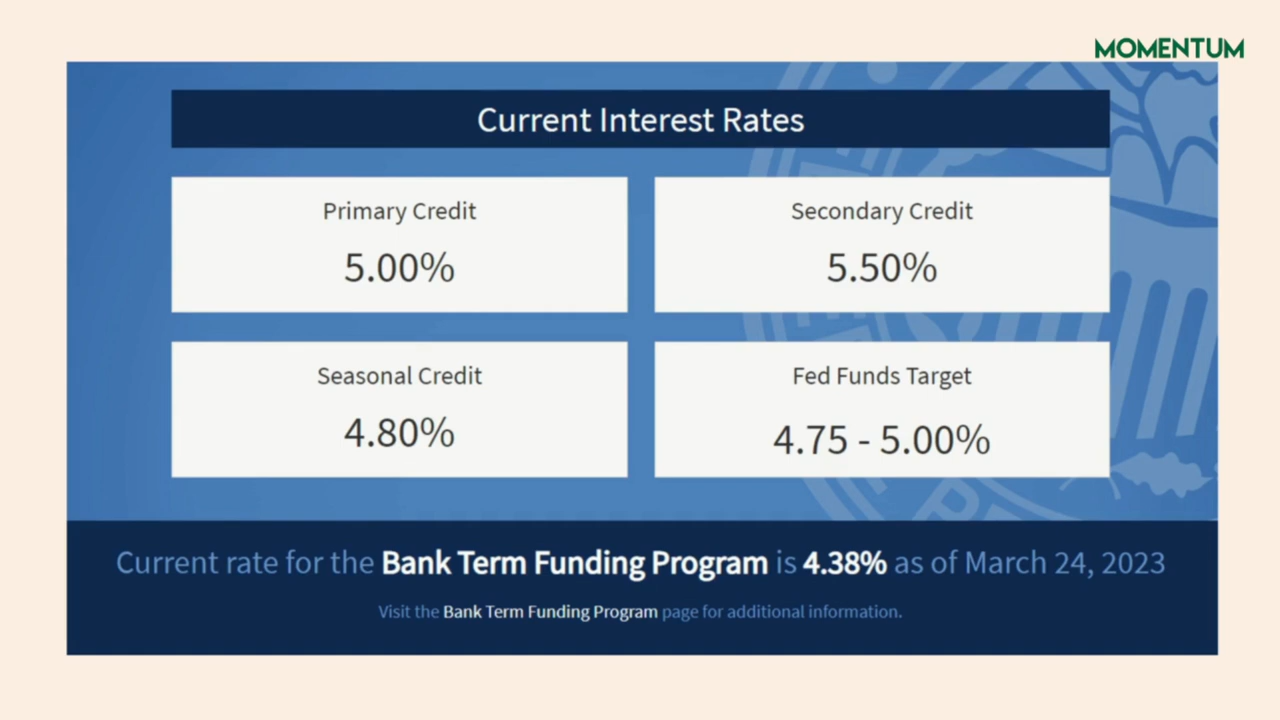 MOMENTUM
Current Interest Rates
Primary Credit
5.00%
Secondary Credit
5.50%
Seasonal Credit
4.80%
Fed Funds Target
4.75 - 5.00%
Current rate for the Bank Term Funding Program is 4.38% as of March 24, 2023
Visit the Bank Term Funding Program page for additional information.